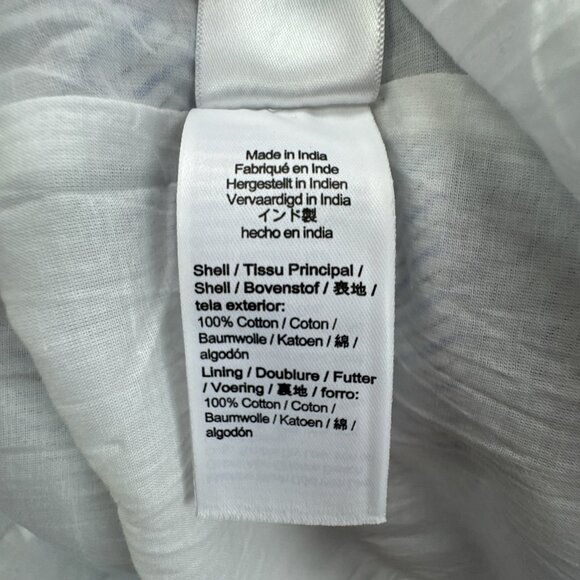 Made in India
Fabriqué en Inde
Hergestellt in Indien
Vervaardigd in India
インド製
hecho en india
Shell / Tissu Principal /
Shell / Bovenstof / 表地 /
tela exterior:
100% Cotton / Coton /
Baumwolle / Katoen / 綿 /
algodón
Lining / Doublure / Futter
/ Voering / 裏地 / forro:
100% Cotton / Coton /
Baumwolle / Katoen / 綿 /
algodón